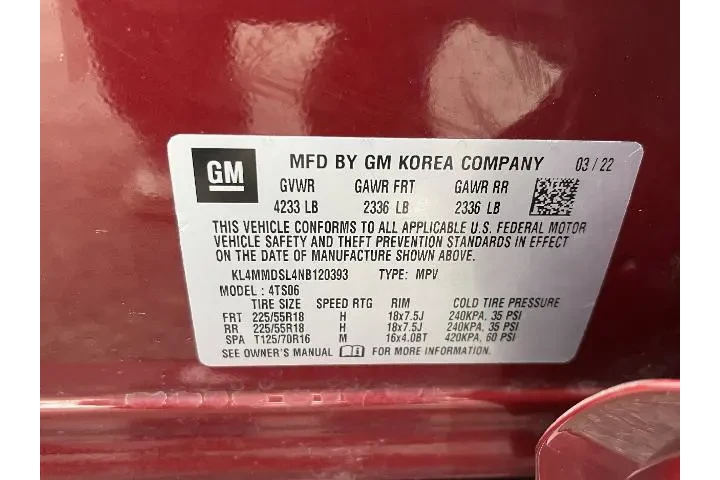 GM MFD BY GM KOREA COMPANY 03/22
GVWR GAWR FRT GAWR RR
4233 LB 2336 LB 2336 LB
THIS VEHICLE CONFORMS TO ALL APPLICABLE U.S. FEDERAL MOTOR
VEHICLE SAFETY AND THEFT PREVENTION STANDARDS IN EFFECT
ON THE DATE OF MANUFACTURE SHOWN ABOVE.
KL4MMDSL4NB120393 TYPE: MPV
MODEL: 4TS06
TIRE SIZE SPEED RTG RIM COLD TIRE PRESSURE
FRT 225/55R18 H 18x7.5J 240KPA, 35 PSI
RR 225/55R18 H 18x7.5J 240KPA, 35 PSI
SPA T125/70R16 M 16x4.0BT 420KPA, 60 PSI
SEE OWNER'S MANUAL FOR MORE INFORMATION.